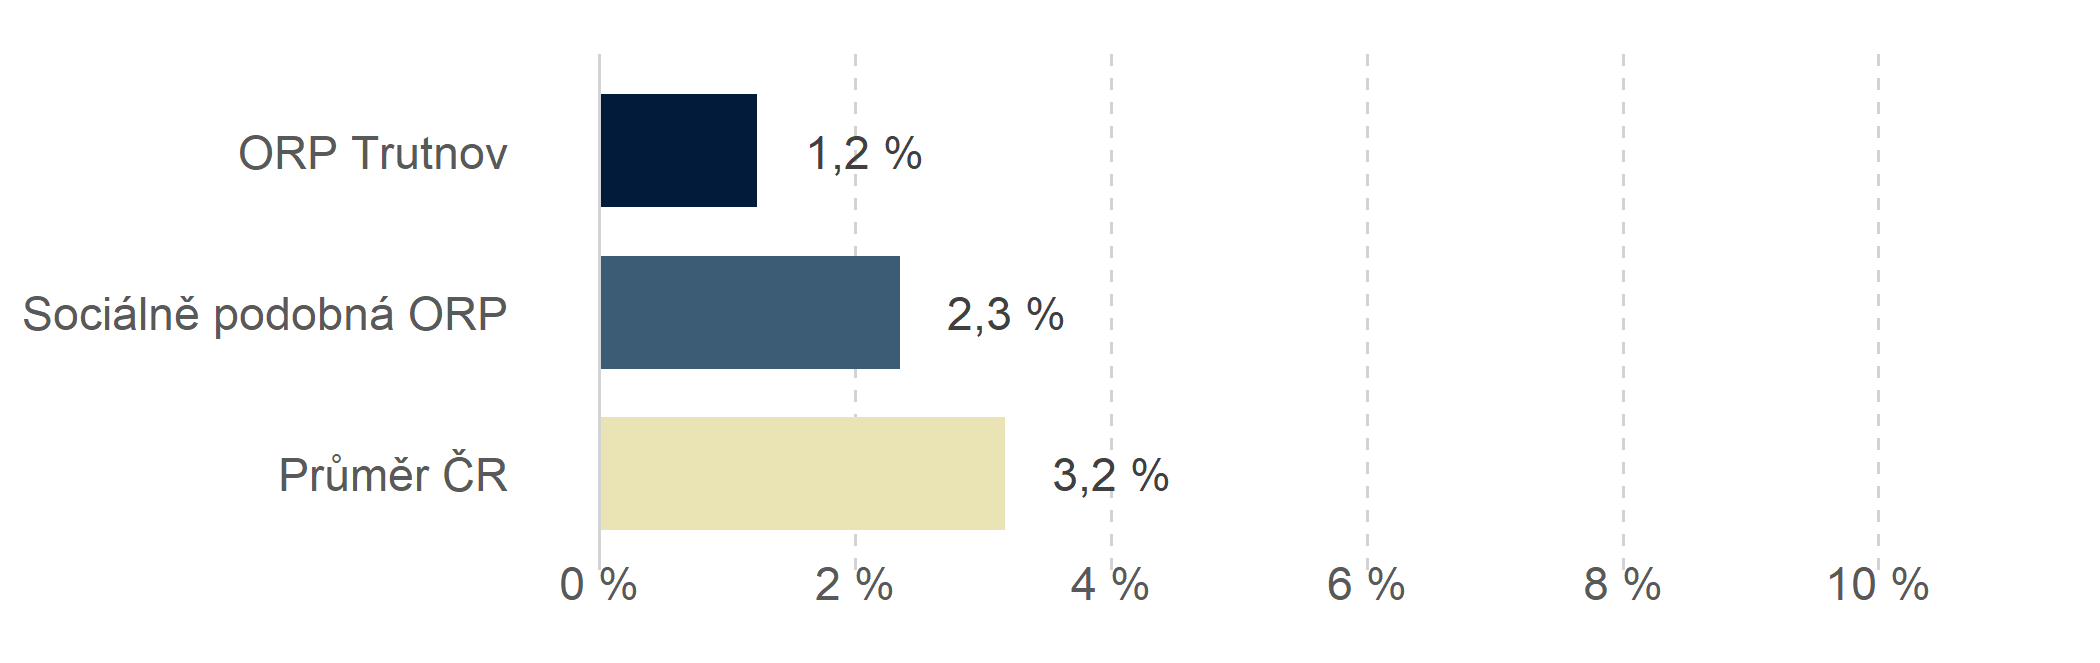 ORP Trutnov 1,2 %
Sociálně podobná ORP 2,3 %
Průměr ČR 3,2 %
0 % 2 % 4 % 6 % 8 % 10 %